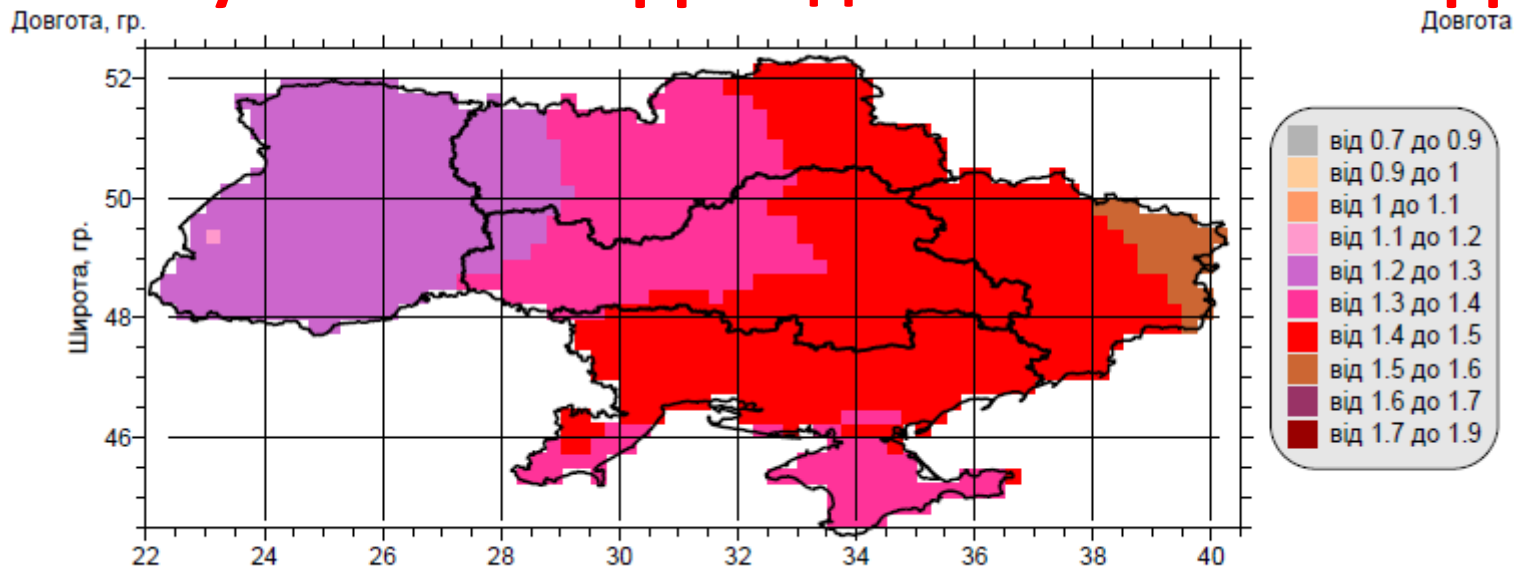 Довгота, гр.
Довгота
52
50
48
46
Широта, гр.
22 24 26 28 30 32 34 36 38 40
від 0.7 до 0.9
від 0.9 до 1
від 1 до 1.1
від 1.1 до 1.2
від 1.2 до 1.3
від 1.3 до 1.4
від 1.4 до 1.5
від 1.5 до 1.6
від 1.6 до 1.7
від 1.7 до 1.9